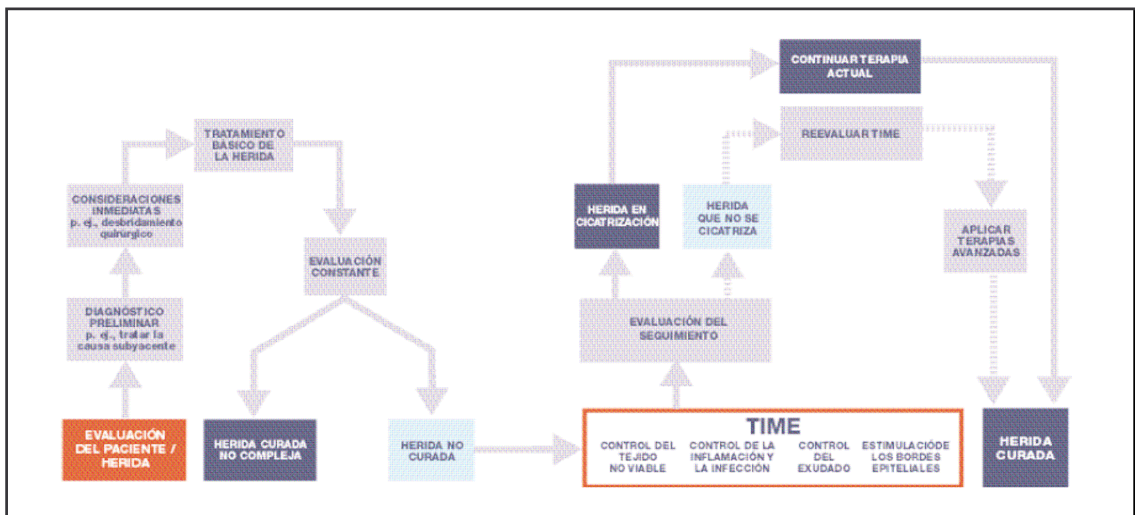 CONTINUAR TERAPIA
ACTUAL
TRATAMIENTO
BÁSICO DE
LA HERIDA
REEVALUAR TIME
CONSIDERACIONES
INMEDIATAS
p. ej., desbridamiento
quirúrgico
HERIDA EN
CICATRIZACIÓN
HERIDA
QUE NO SE
CICATRIZA
APLICAR
TERAPIAS
AVANZADAS
EVALUACIÓN
CONSTANTE
DIAGNÓSTICO
PRELIMINAR
p. ej., tratar la
causa subyacente
EVALUACIÓN DEL
SEGUIMIENTO
EVALUACIÓN
DEL PACIENTE /
HERIDA
HERIDA CURADA
NO COMPLEJA
HERIDA NO
CURADA
TIME
CONTROL DEL
TEJIDO
NO VIABLE
CONTROL DE LA
INFLAMACIÓN Y
LA INFECCIÓN
CONTROL
DEL
EXUDADO
ESTIMULACIÓDE
LOS BORDES
EPITELIALES
HERIDA
CURADA